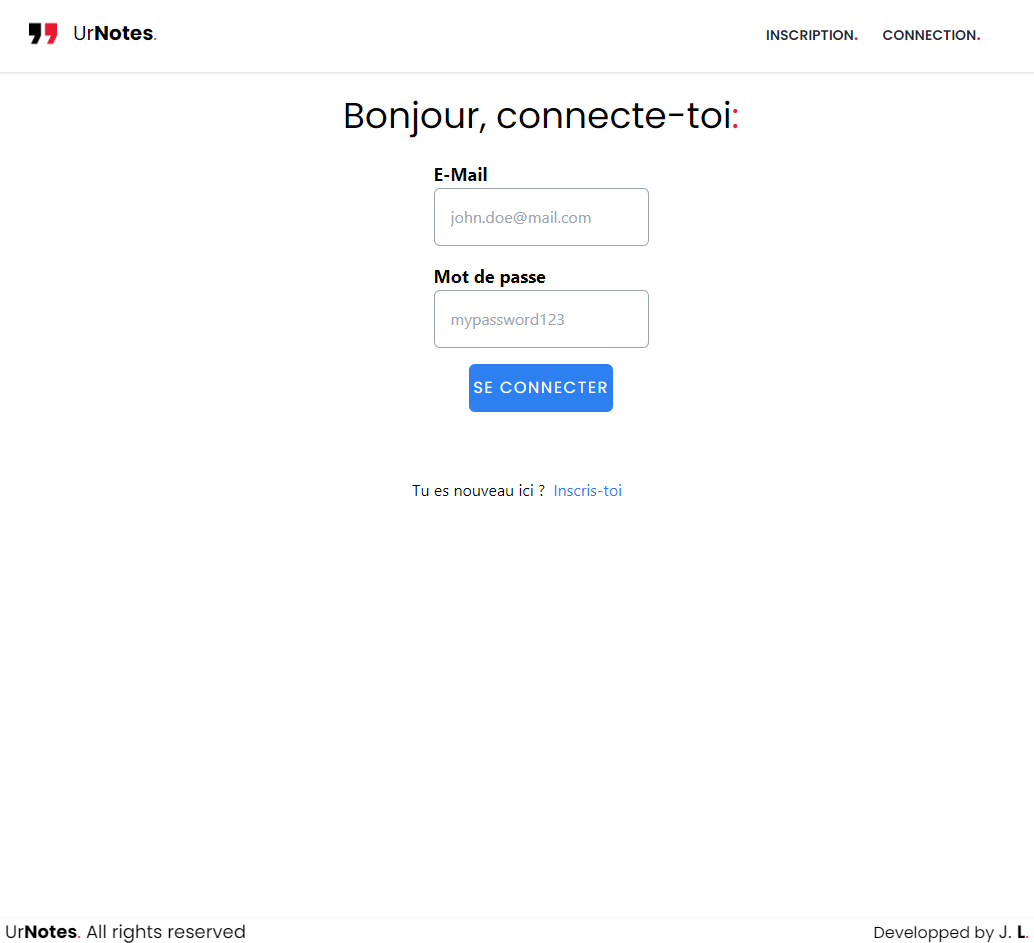 UrNotes.
INSCRIPTION. CONNECTION.
Bonjour, connecte-toi:
E-Mail
john.doe@mail.com
Mot de passe
mypassword123
SE CONNECTER
Tu es nouveau ici ? Inscris-toi
UrNotes. All rights reserved
Developped by J. L.